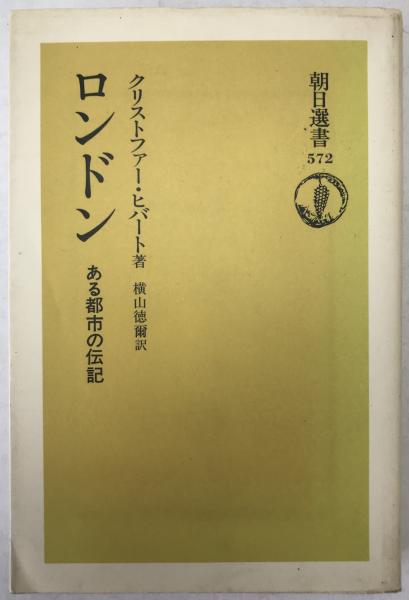 朝日選書
572
クリストファー・ヒバート著
横山徳爾訳
ロンドン
ある都市の伝記